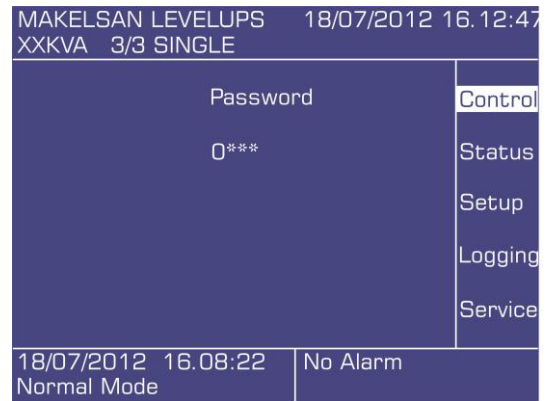 MAKELSAN LEVELUPS 18/07/2012 16.12:47
XXKVA 3/3 SINGLE
Password
0***
Control
Status
Setup
Logging
Service
18/07/2012 16.08:22
Normal Mode
No Alarm